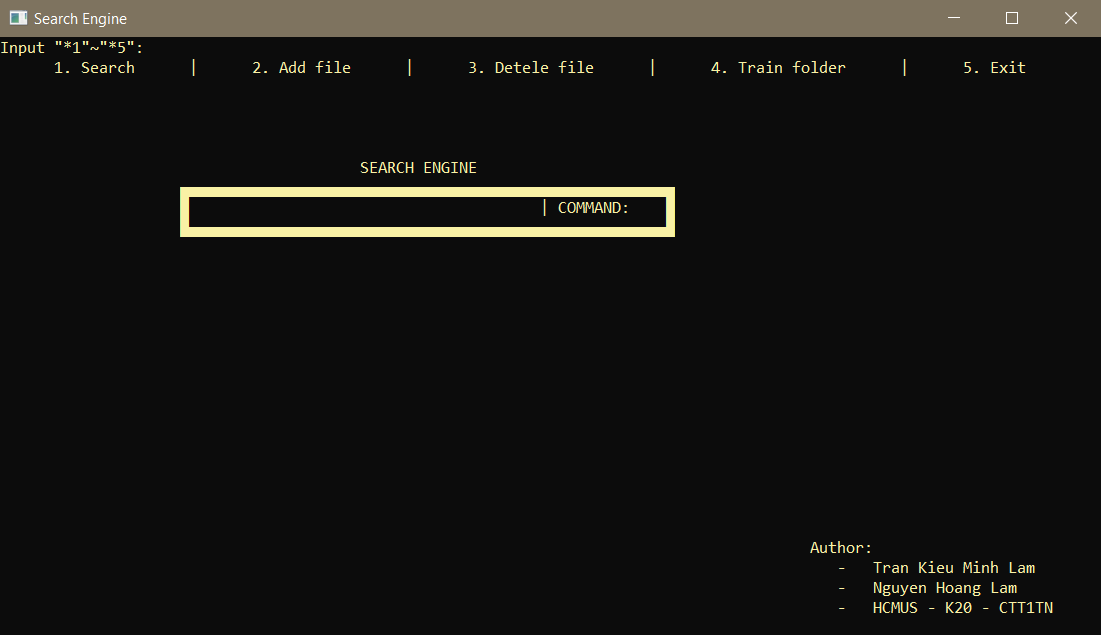 Search Engine
Input "*1"~"*5":
1. Search | 2. Add file | 3. Detele file | 4. Train folder | 5. Exit
SEARCH ENGINE
| COMMAND:
Author:
- Tran Kieu Minh Lam
- Nguyen Hoang Lam
- HCMUS - K20 - CTT1TN